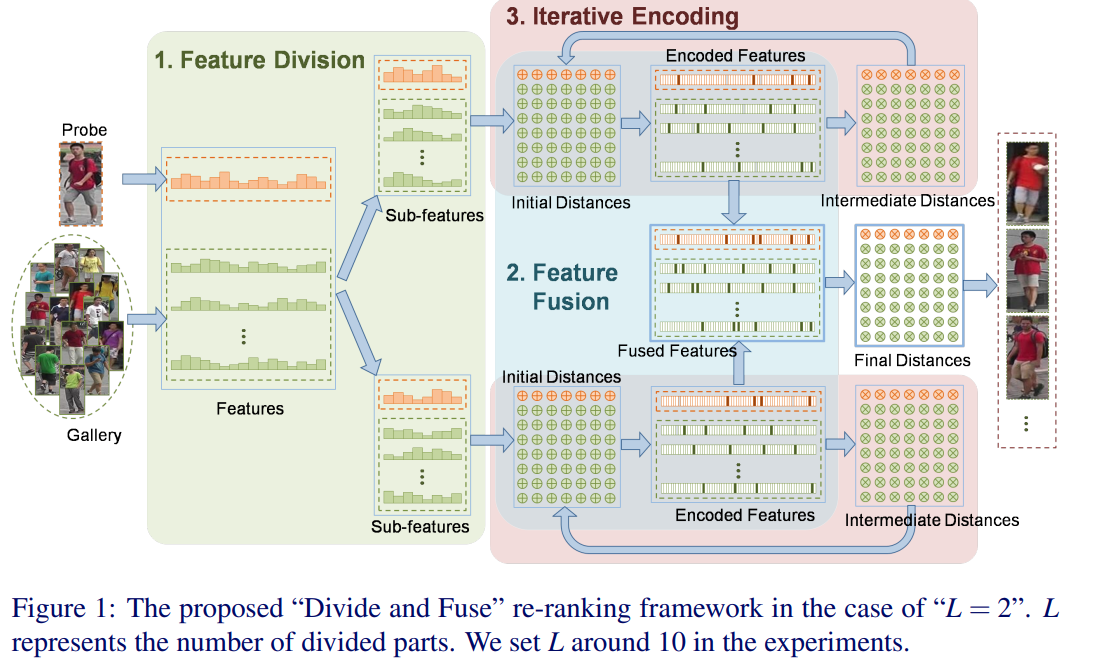 3. Iterative Encoding
1. Feature Division
Encoded Features
Probe
Sub-features
Initial Distances
Intermediate Distances
2. Feature
Fusion
Fused Features
Final Distances
Initial Distances
Features
Gallery
Sub-features
Encoded Features
Intermediate Distances
Figure 1: The proposed “Divide and Fuse” re-ranking framework in the case of “L = 2”. L
represents the number of divided parts. We set L around 10 in the experiments.